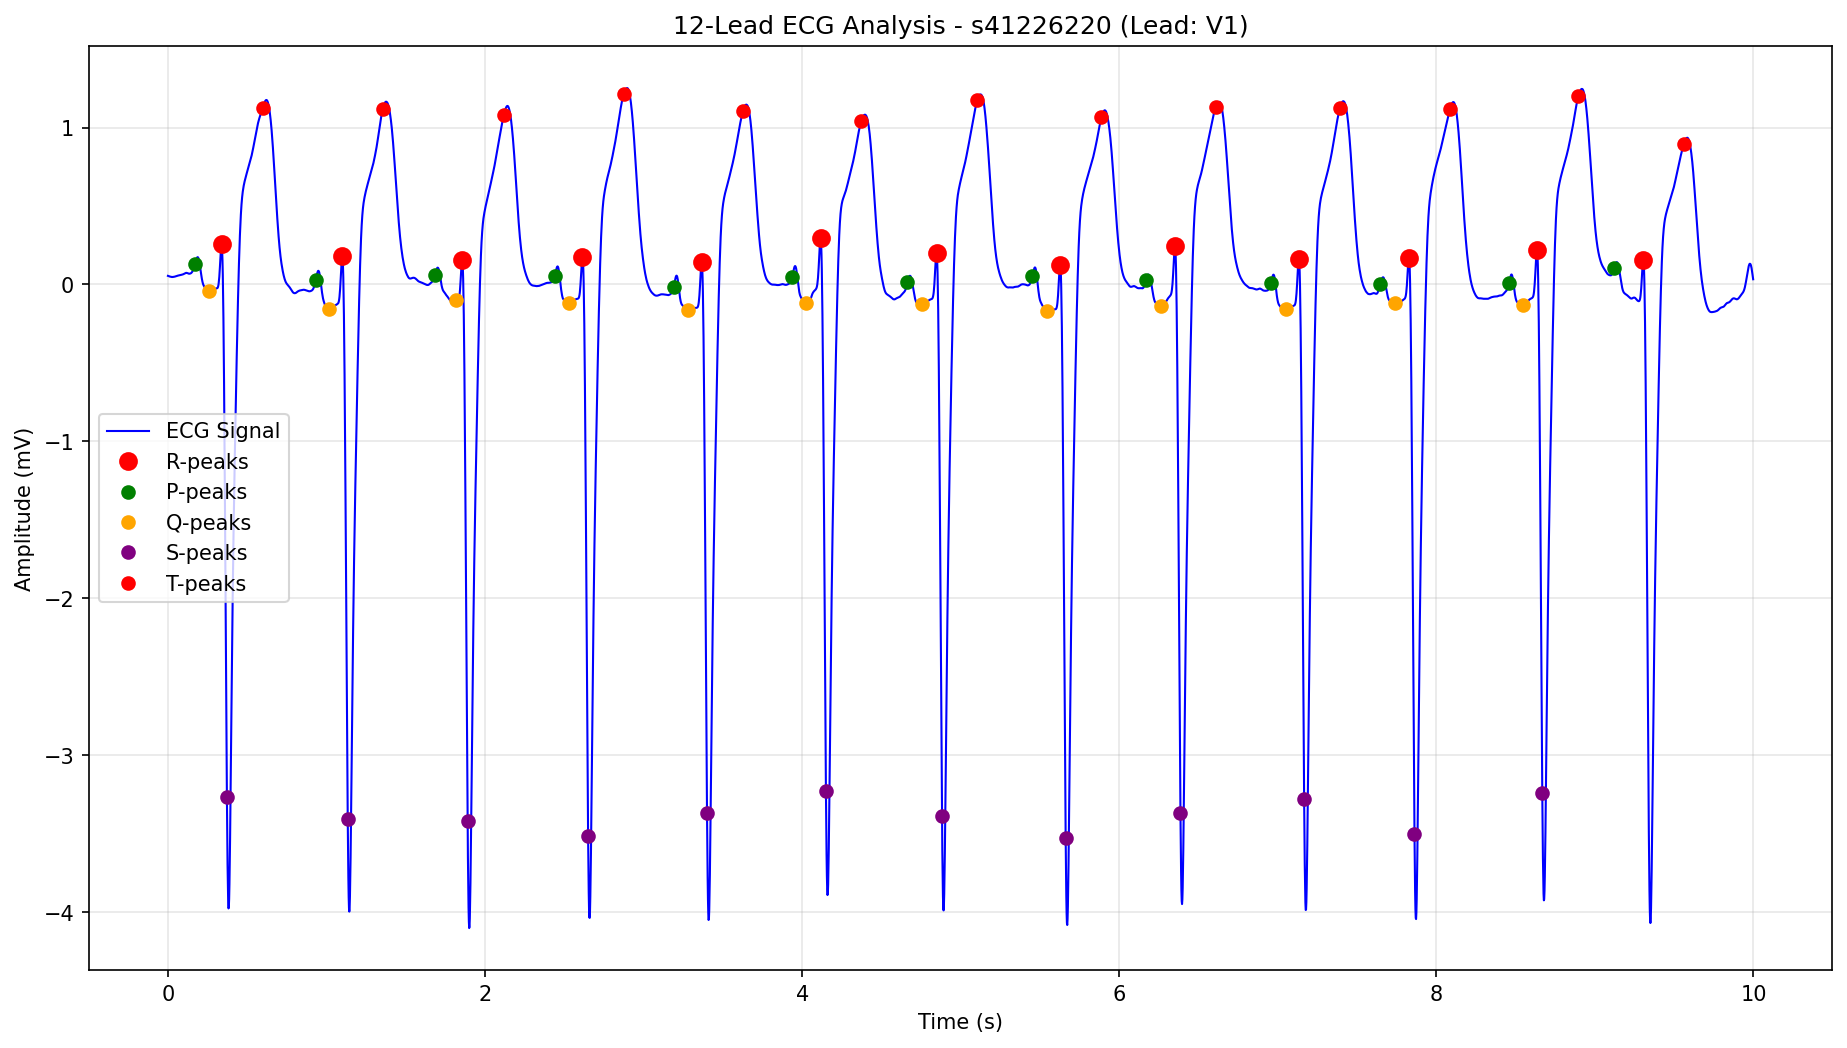 12-Lead ECG Analysis - s41226220 (Lead: V1)
Amplitude (mV)
1
0
−1
−2
−3
−4
ECG Signal
R-peaks
P-peaks
Q-peaks
S-peaks
T-peaks
0 2 4 6 8 10
Time (s)